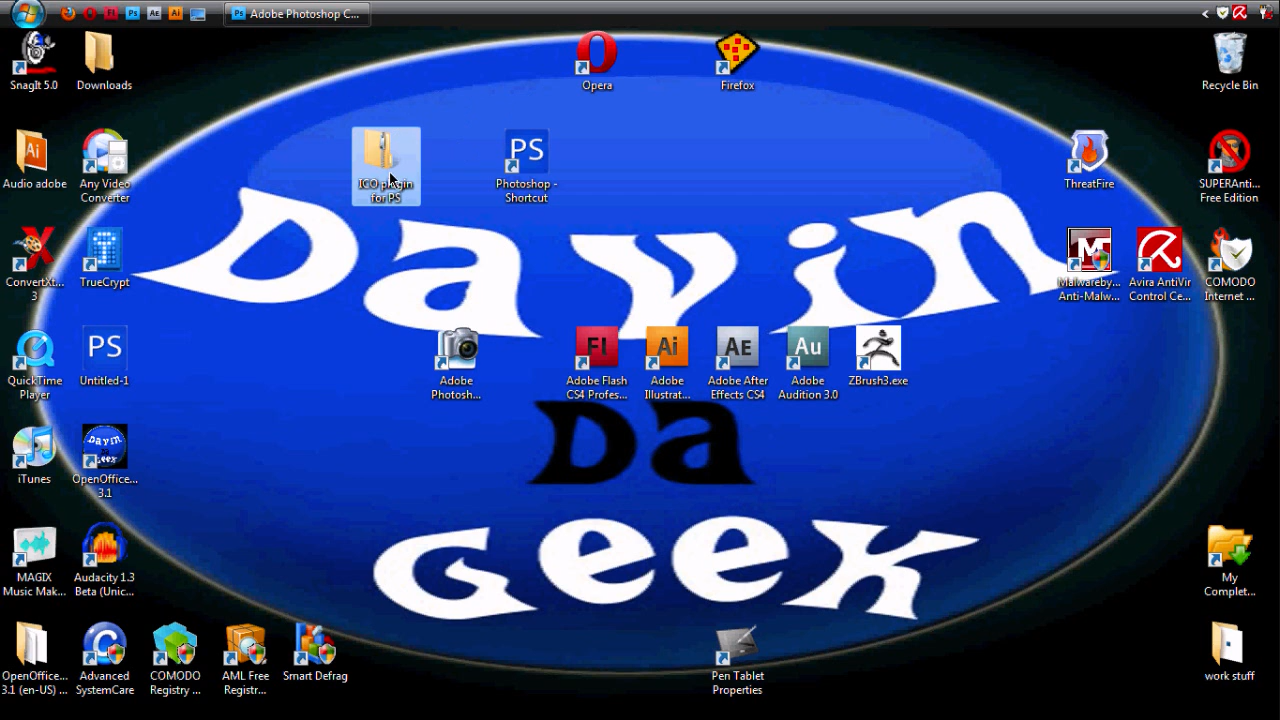 Adobe Photoshop C...
SnagIt 5.0
Downloads
Opera
Firefox
Recycle Bin
Ai
Audio adobe
Any Video
Converter
ICO plugin
for PS
PS
Photoshop -
Shortcut
ThreatFire
SUPERAnti...
Free Edition
Davin
ConvertXt...
3
TrueCrypt
Malwareby...
Anti-Malw...
Avira AntiVir
Control Ce...
COMODO
Internet ...
QuickTime
Player
PS
Untitled-1
Adobe
Photosh...
Fl
Adobe Flash
CS4 Profes...
Ai
Adobe
Illustrat...
AE
Adobe After
Effects CS4
Au
Adobe
Audition 3.0
ZBrush3.exe
Da
iTunes
OpenOffice...
3.1
Geek
MAGIX
Music Mak...
Audacity 1.3
Beta (Unic...
My
Complet...
OpenOffice...
3.1 (en-US) ...
Advanced
SystemCare
COMODO
Registry ...
AML Free
Registr...
Smart Defrag
Pen Tablet
Properties
work stuff